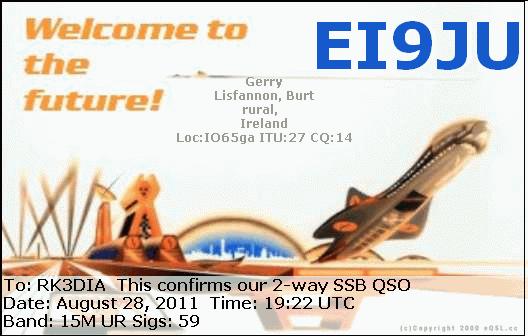 Welcome to
the
future!
EI9JU
Gerry
Lisfannon, Burt
rural,
Ireland
Loc:IO65ga ITU:27 CQ:14
To: RK3DIA This confirms our 2-way SSB QSO
Date: August 28, 2011 Time: 19:22 UTC
Band: 15M UR Sigs: 59
(c)Copyright 2000 eQSL.cc